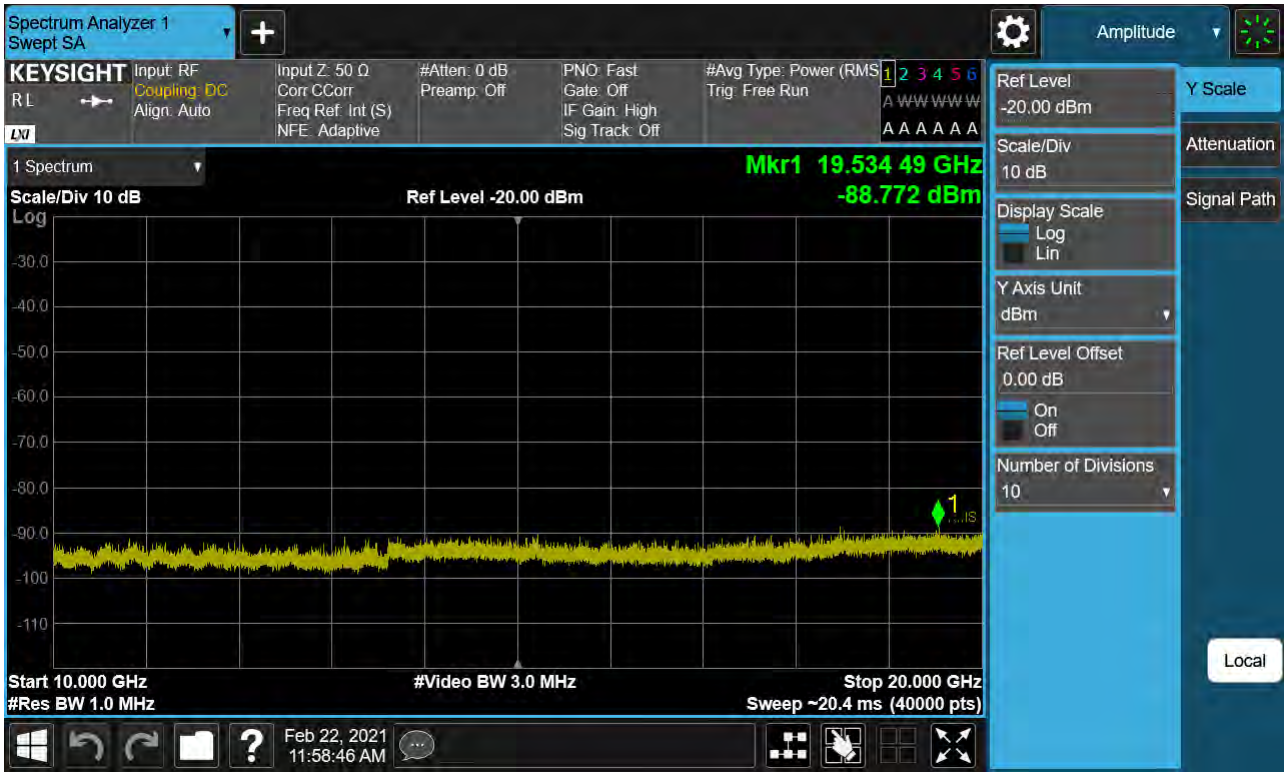 Spectrum Analyzer 1
Swept SA
+
Amplitude
KEYSIGHT
RL
LXI
Input: RF
Coupling: DC
Align: Auto
Input Z: 50 Ω
Corr CCorr
Freq Ref: Int (S)
NFE: Adaptive
#Atten: 0 dB
Preamp: Off
PNO: Fast
Gate: Off
IF Gain: High
Sig Track: Off
#Avg Type: Power (RMS
Trig: Free Run
1 2 3 4 5 6
A W W W W W
A A A A A A
1 Spectrum
Mkr1 19.534 49 GHz
-88.772 dBm
Scale/Div 10 dB
Ref Level -20.00 dBm
Log
-30.0
-40.0
-50.0
-60.0
-70.0
-80.0
-90.0
-100
-110
1
Start 10.000 GHz
#Video BW 3.0 MHz
Stop 20.000 GHz
#Res BW 1.0 MHz
Sweep ~20.4 ms (40000 pts)
Ref Level
-20.00 dBm
Scale/Div
10 dB
Display Scale
Log
Lin
Y Axis Unit
dBm
Ref Level Offset
0.00 dB
On
Off
Number of Divisions
10
Y Scale
Attenuation
Signal Path
Local
?
Feb 22, 2021
11:58:46 AM